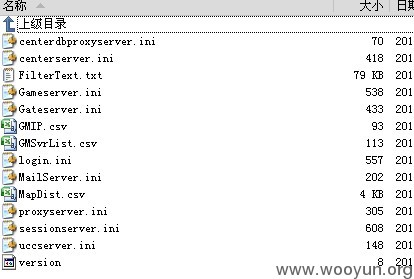 名称 大小 日期
上级目录
centerdbproxyserver.ini 70 201
centerserver.ini 418 201
FilterText.txt 79 KB 201
Gameserver.ini 538 201
Gateserver.ini 433 201
GMIP.csv 93 201
GMSvrList.csv 113 201
login.ini 557 201
MailServer.ini 202 201
MapDist.csv 4 KB 201
proxyserver.ini 305 201
sessionserver.ini 608 201
uccserver.ini 148 201
version 8 201
www.wooyun.org